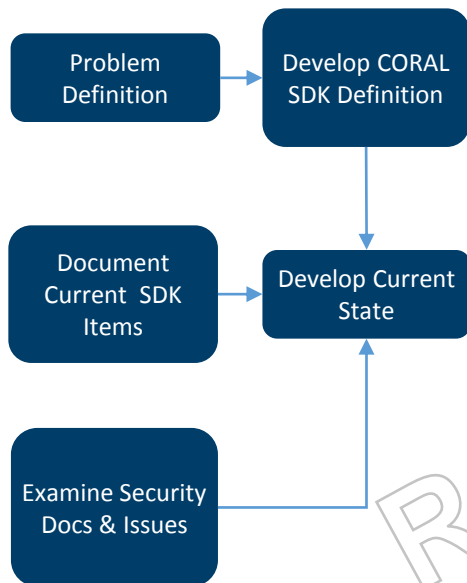 Problem
Definition
Develop CORAL
SDK Definition
Document
Current SDK
Items
Develop Current
State
Examine Security
Docs & Issues
R